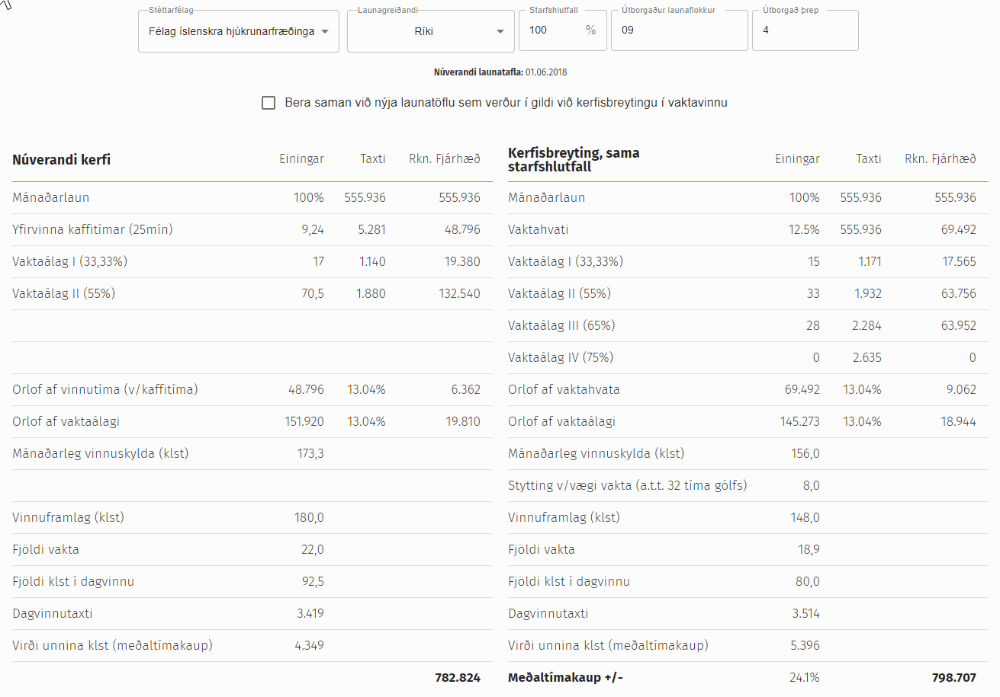 Stéttarfélag Launagreiðandi Starfshlutfall Útborgaður launaflokkur Útborgað þrep
Félag íslenskra hjúkrunarfræðinga Ríki 100 % 09 4
Núverandi launatafla: 01.06.2018
Bera saman við nýja launatöflu sem verður í gildi við kerfisbreytingu í vaktavinnu
Núverandi kerfi Einingar Taxti Rkn. Fjárhæð
Mánaðarlaun 100% 555.936 555.936
Yfirvinna kaffitímar (25mín) 9,24 5.281 48.796
Vaktaálag I (33,33%) 17 1.140 19.380
Vaktaálag II (55%) 70,5 1.880 132.540
Orlof af vinnutíma (v/kaffitíma) 48.796 13.04% 6.362
Orlof af vaktaálagi 151.920 13.04% 19.810
Mánaðarleg vinnuskylda (klst) 173,3
Vinnuframlag (klst) 180,0
Fjöldi vakta 22,0
Fjöldi klst í dagvinnu 92,5
Dagvinnutaxti 3.419
Virði unnina klst (meðaltímakaup) 4.349
782.824
Kerfisbreyting, sama
starfshlutfall Einingar Taxti Rkn. Fjárhæð
Mánaðarlaun 100% 555.936 555.936
Vaktahvati 12.5% 555.936 69.492
Vaktaálag I (33,33%) 15 1.171 17.565
Vaktaálag II (55%) 33 1.932 63.756
Vaktaálag III (65%) 28 2.284 63.952
Vaktaálag IV (75%) 0 2.635 0
Orlof af vaktahvata 69.492 13.04% 9.062
Orlof af vaktaálagi 145.273 13.04% 18.944
Mánaðarleg vinnuskylda (klst) 156,0
Stytting v/vægi vakta (a.t.t. 32 tíma gólfs) 8,0
Vinnuframlag (klst) 148,0
Fjöldi vakta 18,9
Fjöldi klst í dagvinnu 80,0
Dagvinnutaxti 3.514
Virði unnina klst (meðaltímakaup) 5.396
Meðaltímakaup +/- 24.1% 798.707